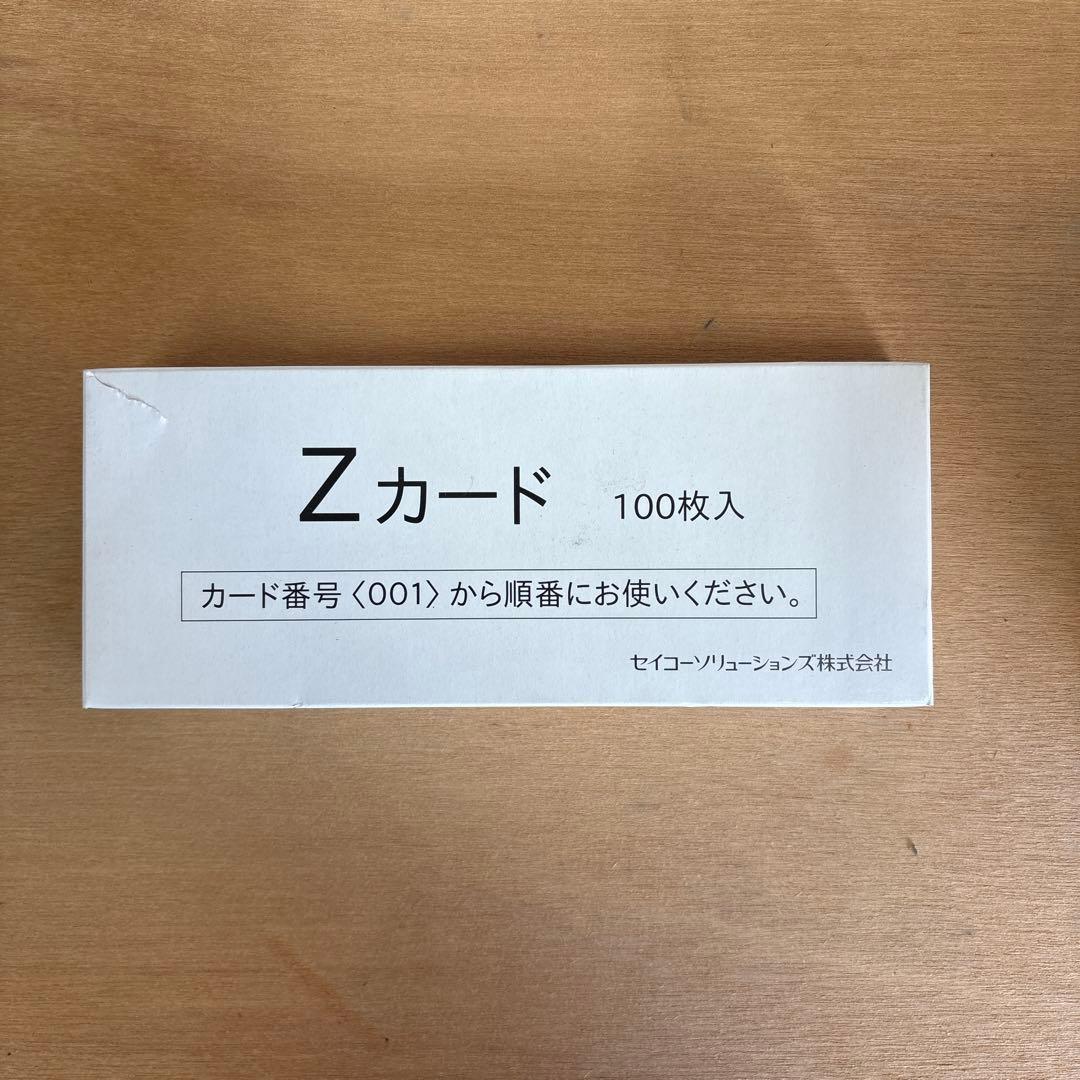 Zカード 100枚入
カード番号〈001〉から順番にお使いください。
セイコーソリューションズ株式会社